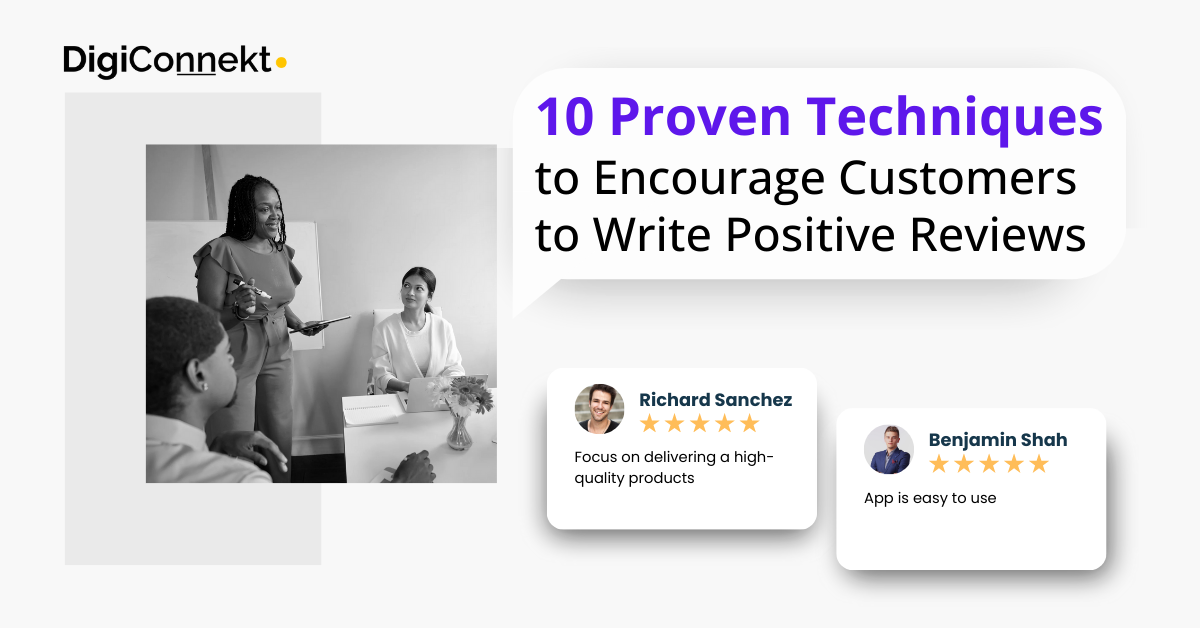 DigiConnekt
10 Proven Techniques
to Encourage Customers
to Write Positive Reviews
Richard Sanchez
Focus on delivering a high-
quality products
Benjamin Shah
App is easy to use